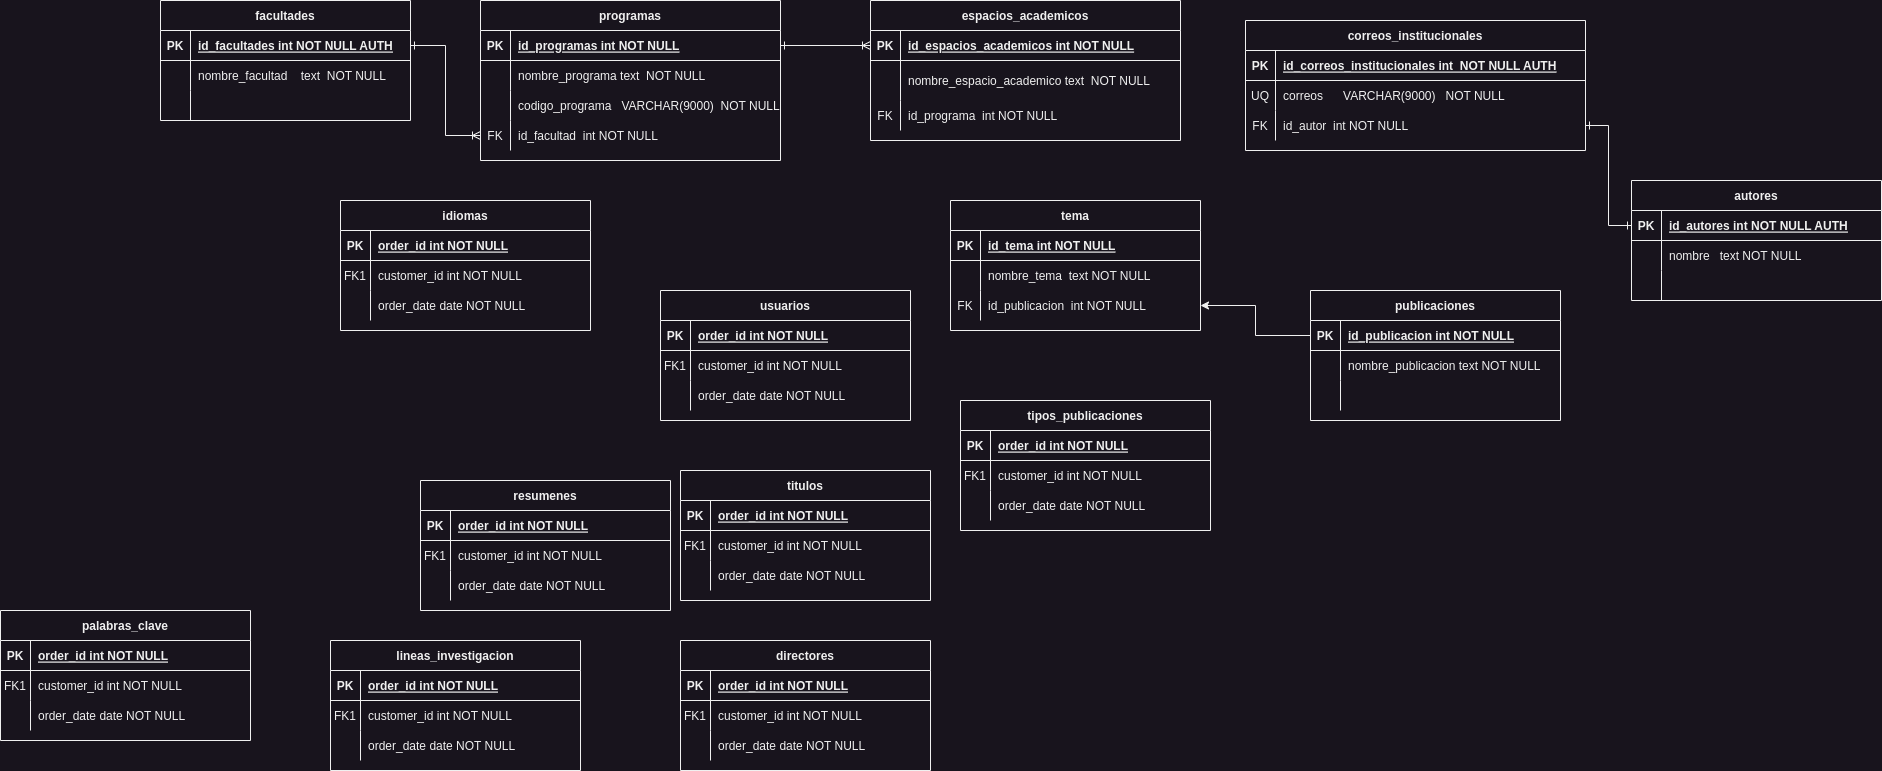 facultades
PK id_facultades int NOT NULL AUTH
nombre_facultad text NOT NULL
programas
PK id_programas int NOT NULL
nombre_programa text NOT NULL
codigo_programa VARCHAR(9000) NOT NULL
FK id_facultad int NOT NULL
espacios_academicos
PK id_espacios_academicos int NOT NULL
nombre_espacio_academico text NOT NULL
FK id_programa int NOT NULL
correos_institucionales
PK id_correos_institucionales int NOT NULL AUTH
UQ correos VARCHAR(9000) NOT NULL
FK id_autor int NOT NULL
autores
PK id_autores int NOT NULL AUTH
nombre text NOT NULL
idiomas
PK order_id int NOT NULL
FK1 customer_id int NOT NULL
order_date date NOT NULL
usuarios
PK order_id int NOT NULL
FK1 customer_id int NOT NULL
order_date date NOT NULL
tema
PK id_tema int NOT NULL
nombre_tema text NOT NULL
FK id_publicacion int NOT NULL
publicaciones
PK id_publicacion int NOT NULL
nombre_publicacion text NOT NULL
tipos_publicaciones
PK order_id int NOT NULL
FK1 customer_id int NOT NULL
order_date date NOT NULL
resumenes
PK order_id int NOT NULL
FK1 customer_id int NOT NULL
order_date date NOT NULL
titulos
PK order_id int NOT NULL
FK1 customer_id int NOT NULL
order_date date NOT NULL
palabras_clave
PK order_id int NOT NULL
FK1 customer_id int NOT NULL
order_date date NOT NULL
lineas_investigacion
PK order_id int NOT NULL
FK1 customer_id int NOT NULL
order_date date NOT NULL
directores
PK order_id int NOT NULL
FK1 customer_id int NOT NULL
order_date date NOT NULL